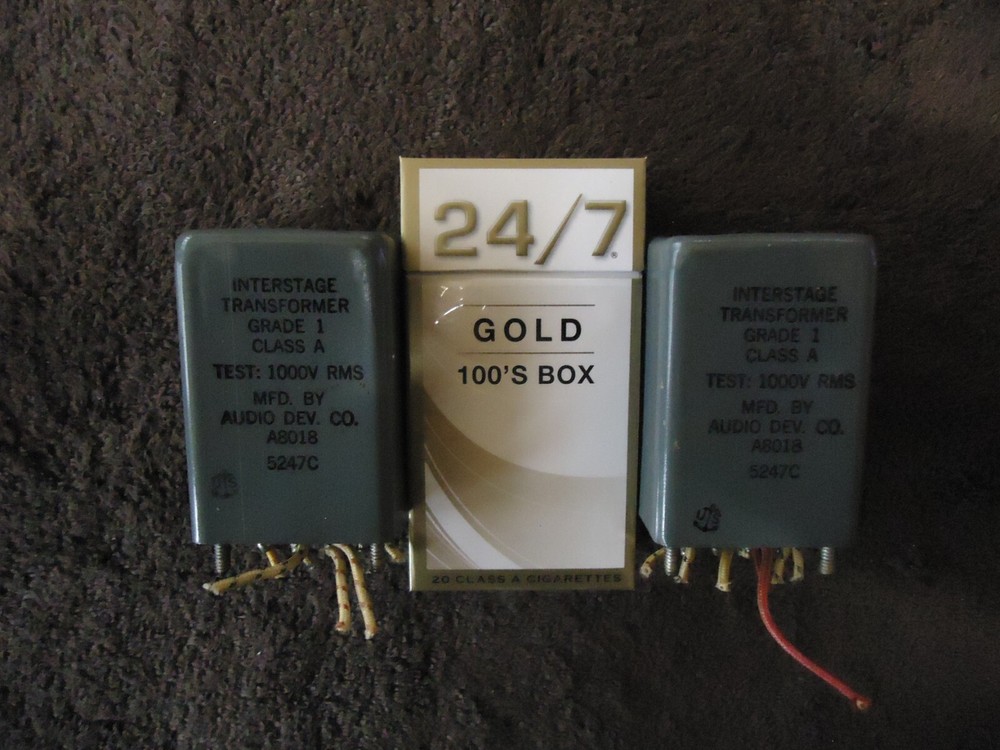 INTERSTAGE
TRANSFORMER
GRADE 1
CLASS A
TEST: 1000V RMS
MFD. BY
AUDIO DEV. CO.
A8018
5247C
24/7®
GOLD
100'S BOX
20 CLASS A CIGARETTES
INTERSTAGE
TRANSFORMER
GRADE 1
CLASS A
TEST: 1000V RMS
MFD. BY
AUDIO DEV. CO.
A8018
5247C